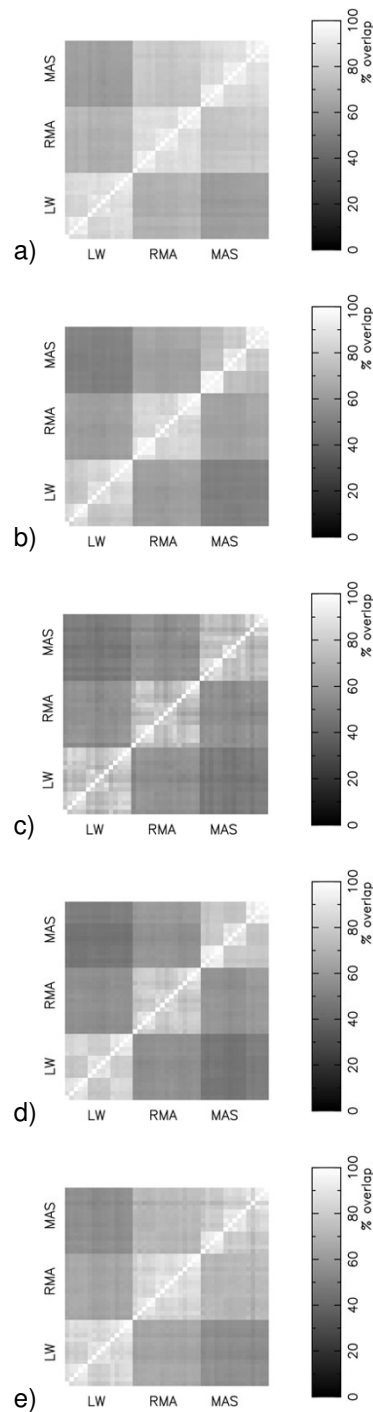 MAS
RMA
LW
LW RMA MAS
100
80
60
40
20
0
% overlap
a)
MAS
RMA
LW
LW RMA MAS
100
80
60
40
20
0
% overlap
b)
MAS
RMA
LW
LW RMA MAS
100
80
60
40
20
0
% overlap
c)
MAS
RMA
LW
LW RMA MAS
100
80
60
40
20
0
% overlap
d)
MAS
RMA
LW
LW RMA MAS
100
80
60
40
20
0
% overlap
e)